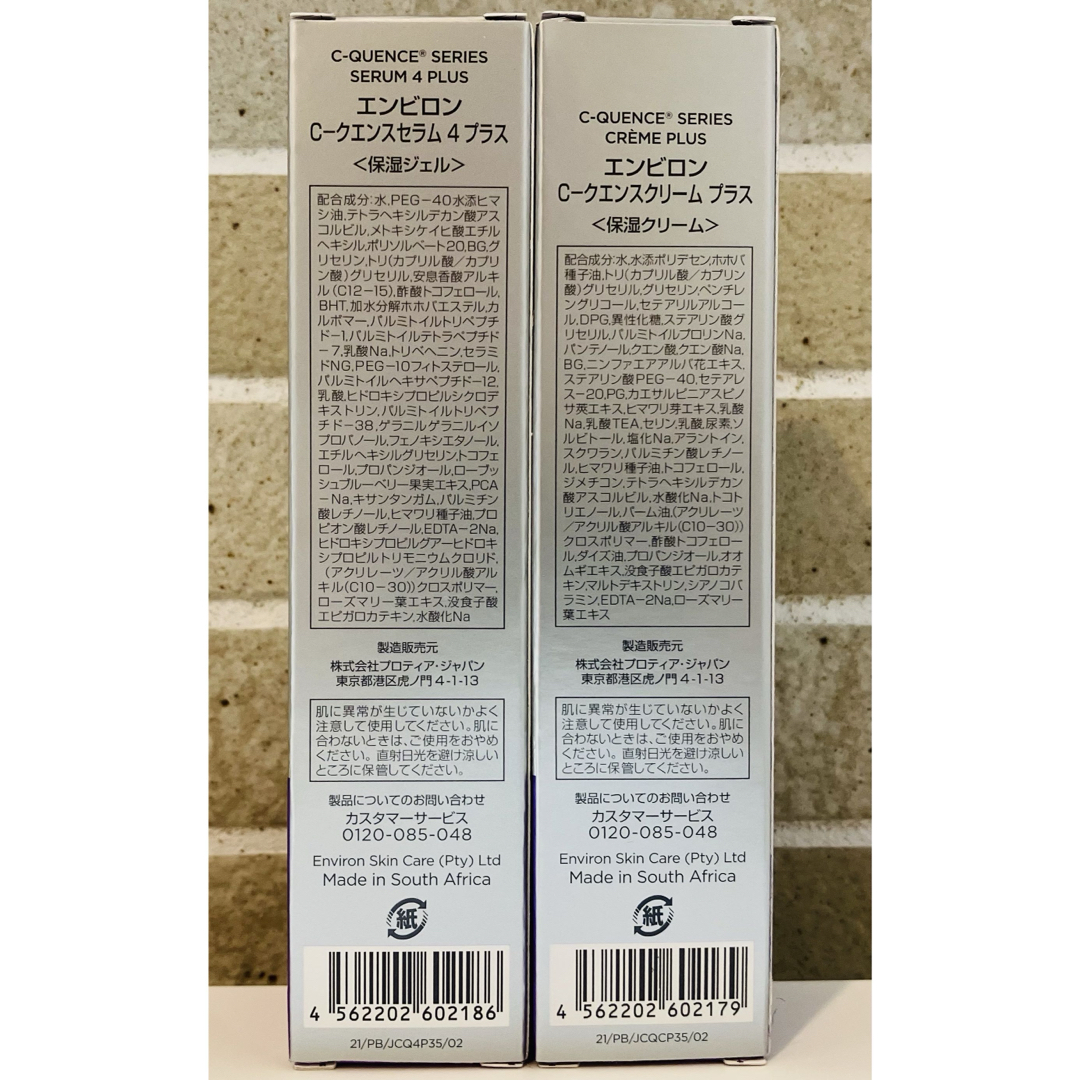 C-QUENCE® SERIES
SERUM 4 PLUS
エンビロン
C－クエンスセラム 4 プラス
＜保湿ジェル＞
配合成分：水,PEG－40水添ヒマ
シ油,テトラヘキシルデカン酸アス
コルビル,メトキシケイヒ酸エチル
ヘキシル,ポリソルベート20,BG,グ
リセリン,トリ(カプリル酸／カプリ
ン酸)グリセリル,安息香酸アルキ
ル(C12－15),酢酸トコフェロール,
BHT,加水分解ホホバエステル,カ
ルボマー,パルミトイルトリペプチ
ド－1,パルミトイルテトラペプチド
－7,乳酸Na,トリベヘニン,セラミ
ドNG,PEG－10フィトステロール,
パルミトイルヘキサペプチド－12,
乳酸,ヒドロキシプロピルシクロデ
キストリン,パルミトイルトリペプ
チド－38,ゲラニルゲラニルイソ
プロパノール,フェノキシエタノール,
エチルヘキシルグリセリン,トコフェ
ロール,プロパンジオール,ローブッ
シュブルーベリー果実エキス,PCA
－Na,キサンタンガム,パルミチン
酸レチノール,ヒマワリ種子油,プロ
ピオン酸レチノール,EDTA－2Na,
ヒドロキシプロピルグアーヒドロキ
シプロピルトリモニウムクロリド,
(アクリレーツ／アクリル酸アル
キル(C10－30))クロスポリマー,
ローズマリー葉エキス,没食子酸
エピガロカテキン,水酸化Na
製造販売元
株式会社プロティア・ジャパン
東京都港区虎ノ門 4-1-13
肌に異常が生じていないかよく
注意して使用してください。肌に
合わないときは、ご使用をおやめ
ください。直射日光を避け涼しい
ところに保管してください。
製品についてのお問い合わせ
カスタマーサービス
0120-085-048
Environ Skin Care (Pty) Ltd
Made in South Africa
紙
4 562202 602186
21/PB/JCQ4P35/02
C-QUENCE® SERIES
CRÈME PLUS
エンビロン
C－クエンスクリーム プラス
＜保湿クリーム＞
配合成分：水,水添ポリデセン,ホホバ
種子油,トリ(カプリル酸／カプリン
酸)グリセリル,グリセリン,ペンチレ
ングリコール,セテアリルアルコー
ル,DPG,異性化糖,ステアリン酸グ
リセリル,パルミトイルプロリンNa,
パンテノール,クエン酸,クエン酸Na,
BG,ニンファエアアルバ花エキス,
ステアリン酸PEG－40,セテアレ
ス－20,PG,カエサルピニアスピノ
サ莢エキス,ヒマワリ芽エキス,乳酸
Na,乳酸TEA,セリン,乳酸,尿素,ソ
ルビトール,塩化Na,アラントイン,
スクワラン,パルミチン酸レチノー
ル,ヒマワリ種子油,トコフェロール,
ジメチコン,テトラヘキシルデカン
酸アスコルビル,水酸化Na,トコト
リエノール,パーム油,(アクリレーツ
／アクリル酸アルキル(C10－30))
クロスポリマー,酢酸トコフェロー
ル,ダイズ油,プロパンジオール,オオ
ムギエキス,没食子酸エピガロカテ
キン,マルトデキストリン,シアノコバ
ラミン,EDTA－2Na,ローズマリー
葉エキス
製造販売元
株式会社プロティア・ジャパン
東京都港区虎ノ門 4-1-13
肌に異常が生じていないかよく
注意して使用してください。肌に
合わないときは、ご使用をおやめ
ください。直射日光を避け涼しい
ところに保管してください。
製品についてのお問い合わせ
カスタマーサービス
0120-085-048
Environ Skin Care (Pty) Ltd
Made in South Africa
紙
4 562202 602179
21/PB/JCQCP35/02